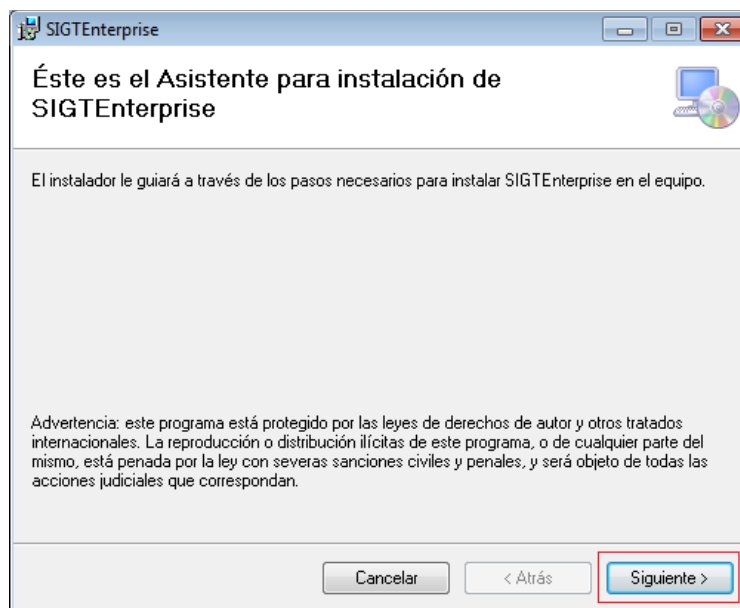 SIGTEnterprise
Éste es el Asistente para instalación de
SIGTEnterprise
El instalador le guiará a través de los pasos necesarios para instalar SIGTEnterprise en el equipo.
Advertencia: este programa está protegido por las leyes de derechos de autor y otros tratados
internacionales. La reproducción o distribución ilícitas de este programa, o de cualquier parte del
mismo, está penada por la ley con severas sanciones civiles y penales, y será objeto de todas las
acciones judiciales que correspondan.
Cancelar < Atrás Siguiente >